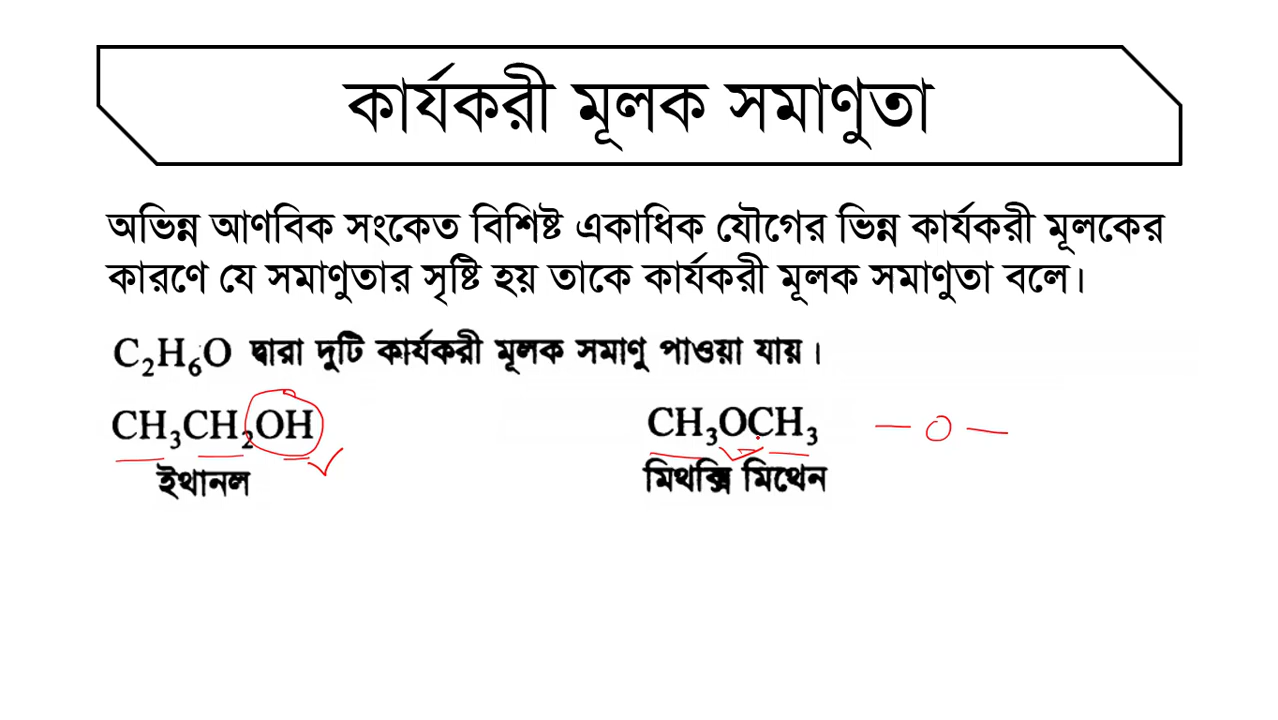 কার্যকরী মূলক সমাণুতা
অভিন্ন আণবিক সংকেত বিশিষ্ট একাধিক যৌগের ভিন্ন কার্যকরী মূলকের
কারণে যে সমাণুতার সৃষ্টি হয় তাকে কার্যকরী মূলক সমাণুতা বলে।
C₂H₆O দ্বারা দুটি কার্যকরী মূলক সমাণু পাওয়া যায়।
CH₃CH₂OH CH₃OCH₃ — O —
ইথানল মিথক্সি মিথেন